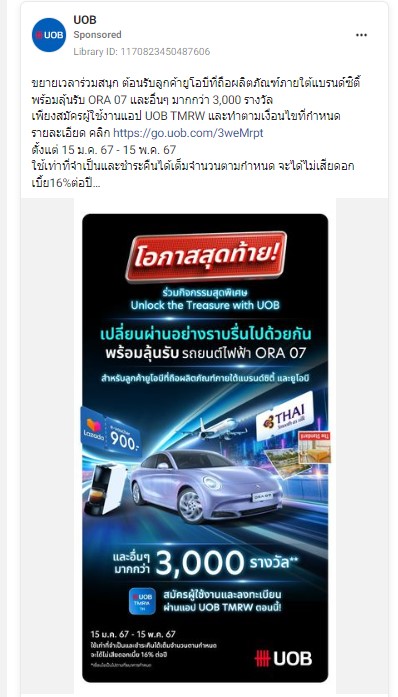 UOB
Sponsored
Library ID: 1170823450487606
ขยายเวลาร่วมสนุก ต้อนรับลูกค้ายูโอบีที่ถือผลิตภัณฑ์ภายใต้แบรนด์ซิตี้
พร้อมลุ้นรับ ORA 07 และอื่นๆ มากกว่า 3,000 รางวัล
เพียงสมัครผู้ใช้งานแอป UOB TMRW และทำตามเงื่อนไขที่กำหนด
รายละเอียด คลิก https://go.uob.com/3weMrpt
ตั้งแต่ 15 ม.ค. 67 - 15 พ.ค. 67
ใช้เท่าที่จำเป็นและชำระคืนได้เต็มจำนวนตามกำหนด จะได้ไม่เสียดอก
เบี้ย16%ต่อปี...
โอกาสสุดท้าย!
ร่วมกิจกรรมสุดพิเศษ
Unlock the Treasure with UOB
เปลี่ยนผ่านอย่างราบรื่นไปด้วยกัน
พร้อมลุ้นรับ รถยนต์ไฟฟ้า ORA 07
สำหรับลูกค้ายูโอบีที่ถือผลิตภัณฑ์ภายใต้แบรนด์ซิตี้ และยูโอบี
Lazada
e-voucher
900.-
THAI
The Standard
และอื่นๆ
มากกว่า 3,000 รางวัล**
UOB
TMRW
TH
สมัครผู้ใช้งานและลงทะเบียน
ผ่านแอป UOB TMRW ตอนนี้!
15 ม.ค. 67 - 15 พ.ค. 67
ใช้เท่าที่จำเป็นและชำระคืนได้เต็มจำนวนตามกำหนด
จะได้ไม่เสียดอกเบี้ย 16% ต่อปี
UOB